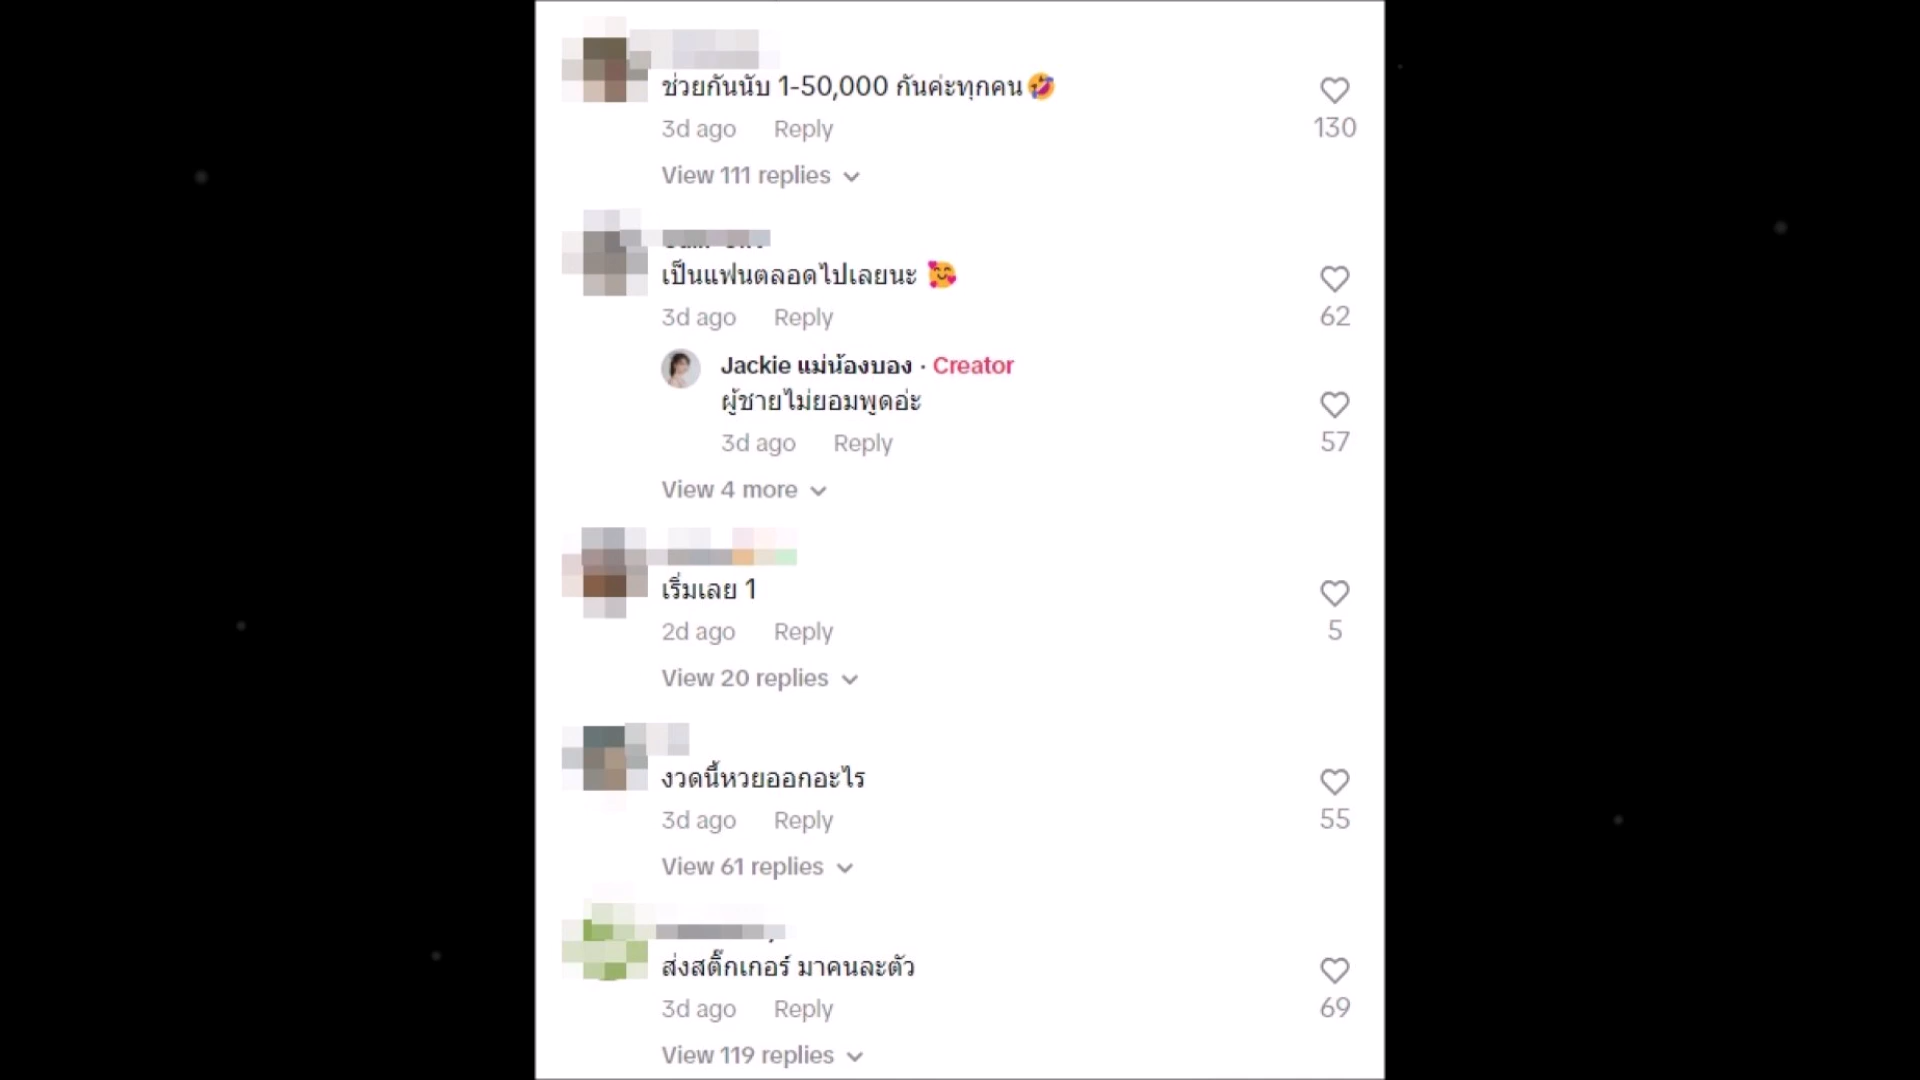 ช่วยกันนับ 1-50,000 กันค่ะทุกคน🤣
130
3d ago Reply
View 111 replies
เป็นแฟนตลอดไปเลยนะ 🥰
62
3d ago Reply
Jackie แม่น้องบอง · Creator
ผู้ชายไม่ยอมพูดอ่ะ
57
3d ago Reply
View 4 more
เริ่มเลย 1
5
2d ago Reply
View 20 replies
งวดนี้หวยออกอะไร
55
3d ago Reply
View 61 replies
ส่งสติ๊กเกอร์ มาคนละตัว
69
3d ago Reply
View 119 replies